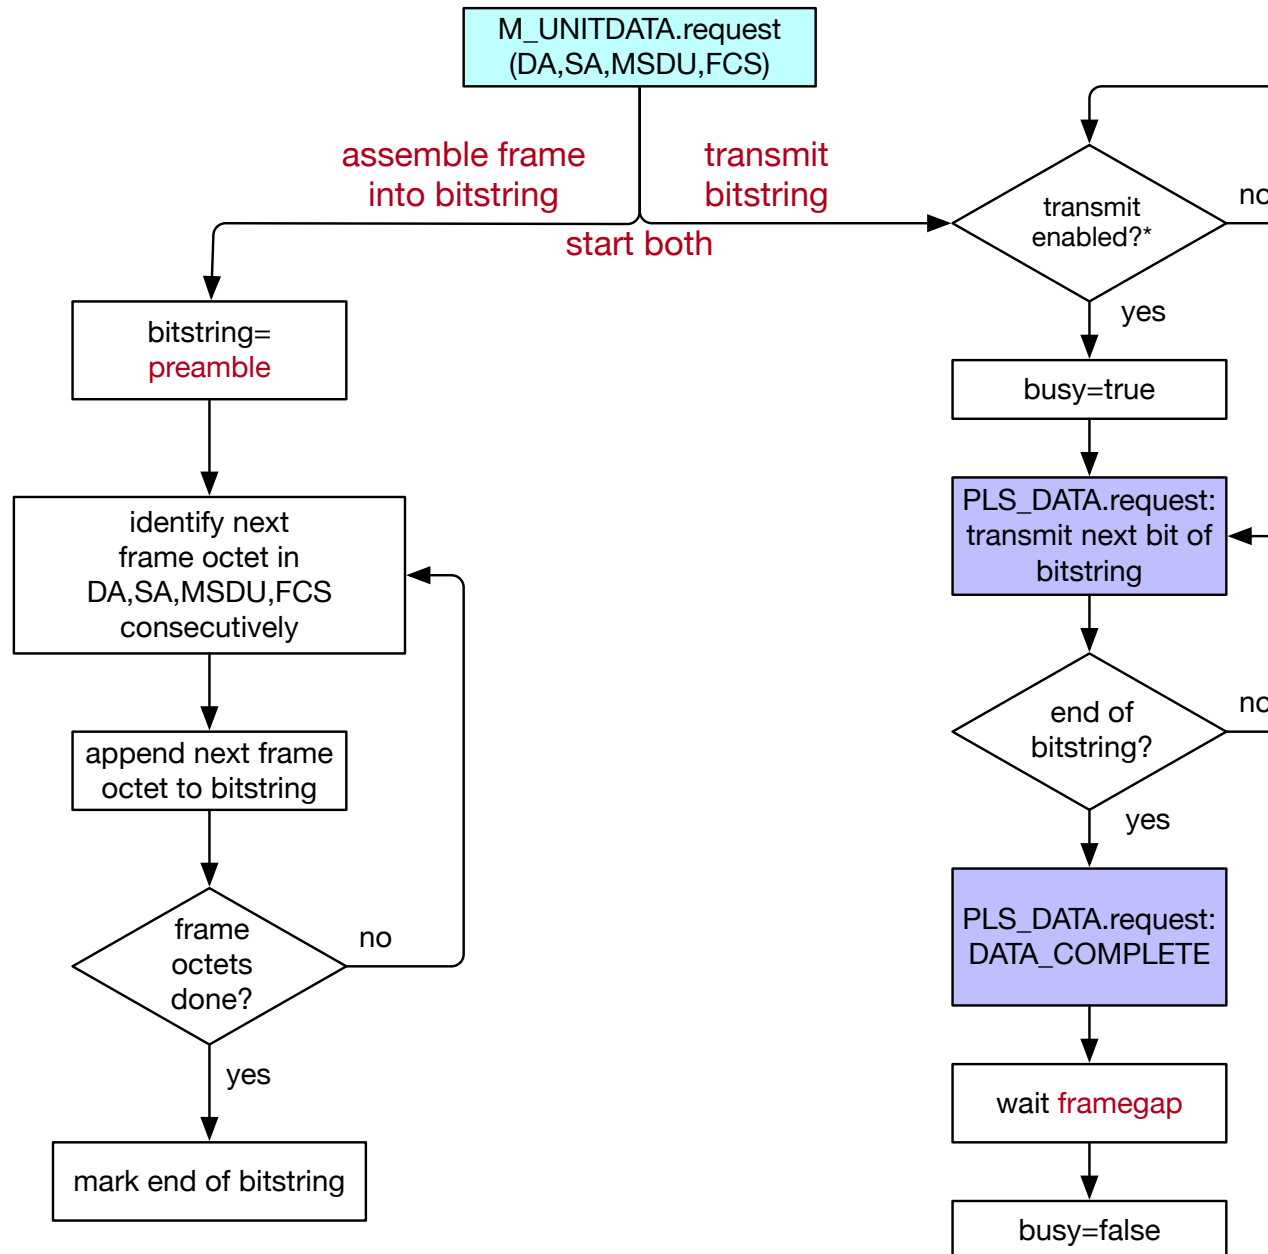 M_UNITDATA.request
(DA,SA,MSDU,FCS)
assemble frame
into bitstring
transmit
bitstring
start both
transmit
enabled?*
no
yes
bitstring=
preamble
busy=true
identify next
frame octet in
DA,SA,MSDU,FCS
consecutively
PLS_DATA.request:
transmit next bit of
bitstring
append next frame
octet to bitstring
end of
bitstring?
no
yes
frame
octets
done?
no
yes
PLS_DATA.request:
DATA_COMPLETE
wait framegap
mark end of bitstring
busy=false